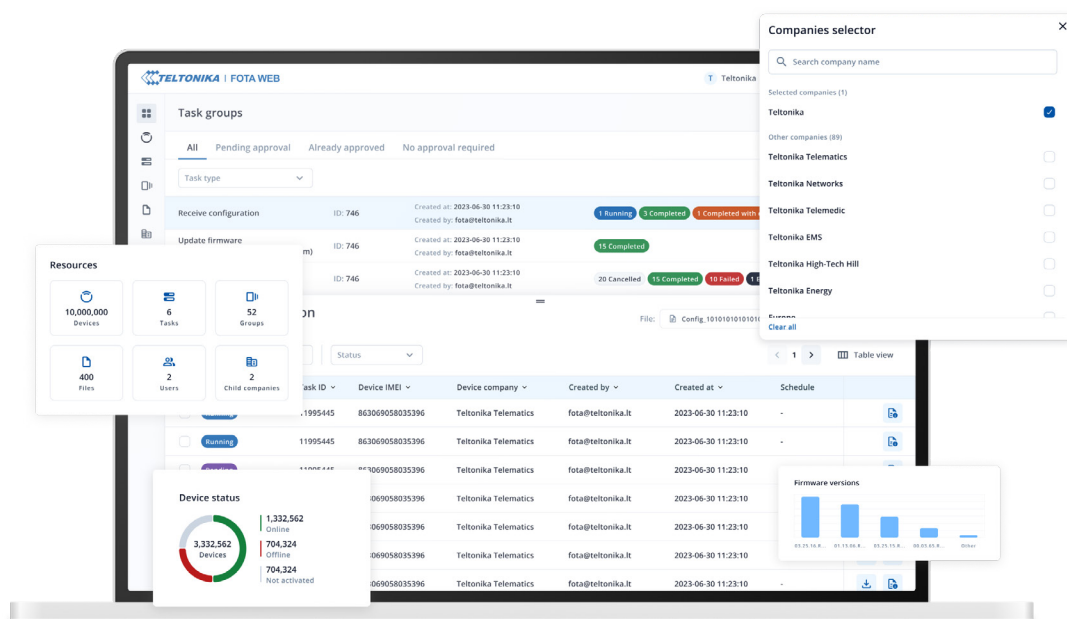 Companies selector
Search company name
Selected companies (1)
Teltonika
Other companies (89)
Teltonika Telematics
Teltonika Networks
Teltonika Telemedic
Teltonika EMS
Teltonika High-Tech Hill
Teltonika Energy
Clear all
TELTONIKA | FOTA WEB
T Teltonika
Task groups
All Pending approval Already approved No approval required
Task type
Receive configuration ID: 746 Created at: 2023-06-30 11:23:10 Created by: fota@teltonika.lt 1 Running 3 Completed 1 Completed with
Update firmware ID: 746 Created at: 2023-06-30 11:23:10 Created by: fota@teltonika.lt 15 Completed
ID: 746 Created at: 2023-06-30 11:23:10 Created by: fota@teltonika.lt 20 Cancelled 15 Completed 10 Failed
Resources
10,000,000 Devices
6 Tasks
52 Groups
400 Files
2 Users
2 Child companies
File: Config_1010101010101
Status
1
Table view
Task ID Device IMEI Device company Created by Created at Schedule
Running 11995445 863069058035396 Teltonika Telematics fota@teltonika.lt 2023-06-30 11:23:10 -
Running 11995445 863069058035396 Teltonika Telematics fota@teltonika.lt 2023-06-30 11:23:10 -
11995445 863069058035396 Teltonika Telematics fota@teltonika.lt 2023-06-30 11:23:10
Teltonika Telematics fota@teltonika.lt 2023-06-30 11:23:10
Teltonika Telematics fota@teltonika.lt 2023-06-30 11:23:10
Teltonika Telematics fota@teltonika.lt 2023-06-30 11:23:10
Teltonika Telematics fota@teltonika.lt 2023-06-30 11:23:10 -
Device status
3,332,562
Devices
1,332,562
Online
704,324
Offline
704,324
Not activated
Firmware versions
Other